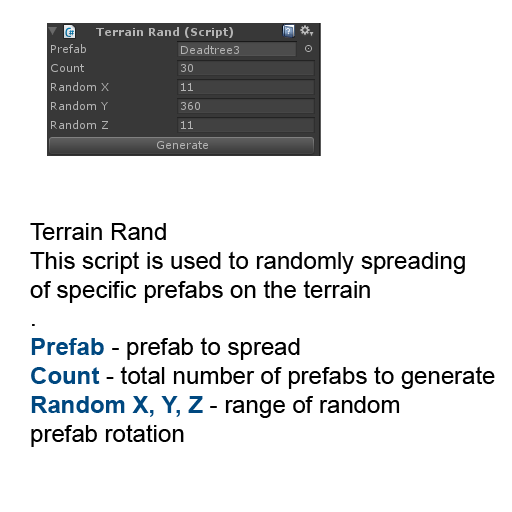 Terrain Rand (Script)
Prefab Deadtree3
Count 30
Random X 11
Random Y 360
Random Z 11
Generate
Terrain Rand
This script is used to randomly spreading
of specific prefabs on the terrain
.
Prefab - prefab to spread
Count - total number of prefabs to generate
Random X, Y, Z - range of random
prefab rotation